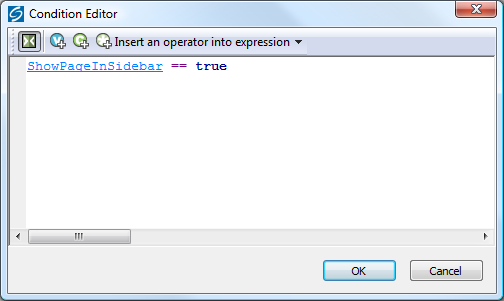 Condition Editor
Insert an operator into expression
ShowPageInSidebar == true
OK Cancel